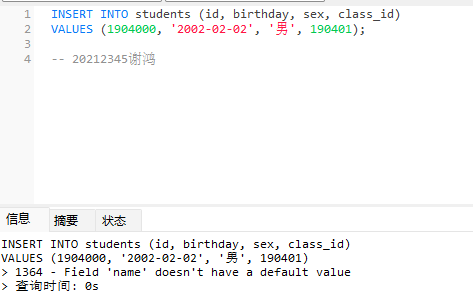 1 INSERT INTO students (id, birthday, sex, class_id)
2 VALUES (1904000, '2002-02-02', '男', 190401);
3
4 -- 20212345谢鸿
信息 摘要 状态
INSERT INTO students (id, birthday, sex, class_id)
VALUES (1904000, '2002-02-02', '男', 190401)
> 1364 - Field 'name' doesn't have a default value
> 查询时间: 0s